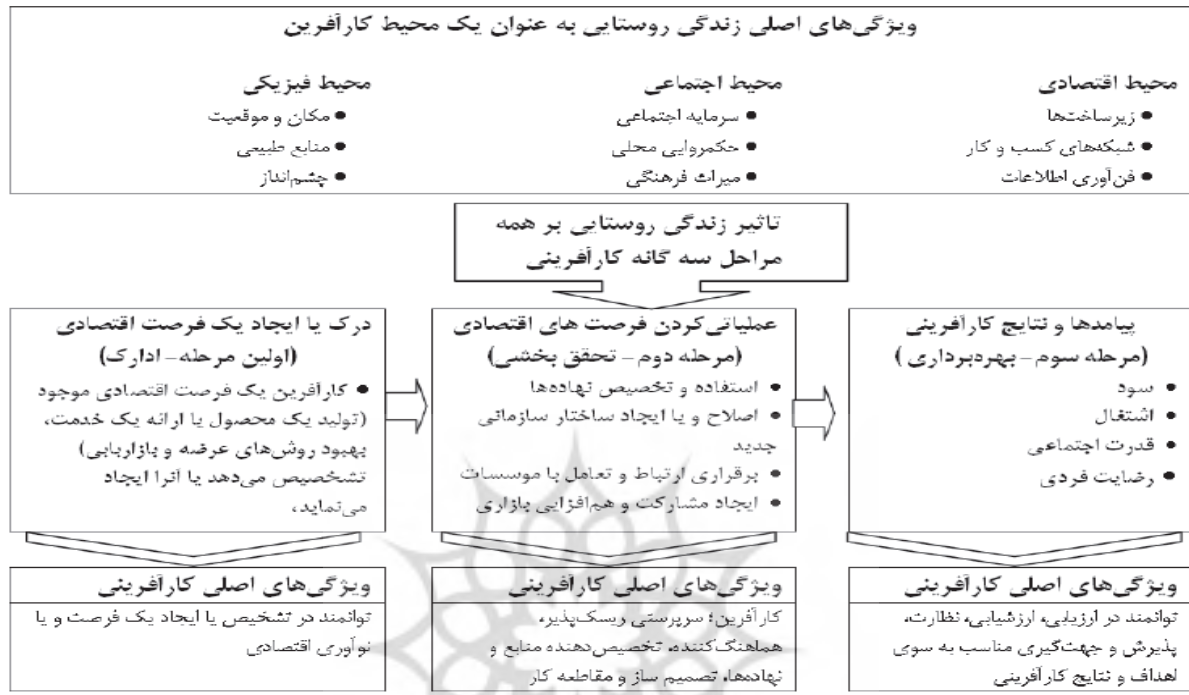 ویژگی‌های اصلی زندگی روستایی به عنوان یک محیط کارآفرین
محیط اقتصادی
● زیرساخت‌ها
● شبکه‌های کسب و کار
● فن‌آوری اطلاعات
محیط اجتماعی
● سرمایه اجتماعی
● حکمروایی محلی
● میراث فرهنگی
محیط فیزیکی
● مکان و موقعیت
● منابع طبیعی
● چشم‌انداز
تاثیر زندگی روستایی بر همه
مراحل سه گانه کارآفرینی
درک یا ایجاد یک فرصت اقتصادی
(اولین مرحله- ادارک)
● کارآفرین یک فرصت اقتصادی موجود
(تولید یک محصول یا ارائه یک خدمت،
بهبود روش‌های عرضه و بازاریابی)
تشخیص می‌دهد یا آنرا ایجاد
می‌نماید،
عملیاتی‌کردن فرصت های اقتصادی
(مرحله دوم- تحقق بخشی)
● استفاده و تخصیص نهاده‌ها
● اصلاح و یا ایجاد ساختار سازمانی
جدید
● برقراری ارتباط و تعامل با موسسات
● ایجاد مشارکت و هم‌افزایی بازاری
پیامدها و نتایج کارآفرینی
(مرحله سوم- بهره‌برداری )
● سود
● اشتغال
● قدرت اجتماعی
● رضایت فردی
ویژگی‌های اصلی کارآفرینی
توانمند در تشخیص یا ایجاد یک فرصت و یا
نوآوری اقتصادی
ویژگی‌های اصلی کارآفرینی
کارآفرین؛ سرپرستی ریسک‌پذیر،
هماهنگ‌کننده، تخصیص‌دهنده منابع و
نهاده‌ها، تصمیم ساز و مقاطعه کار
ویژگی‌های اصلی کارآفرینی
توانمند در ارزیابی، ارزشیابی، نظارت،
پذیرش و جهت‌گیری مناسب به سوی
اهداف و نتایج کارآفرینی